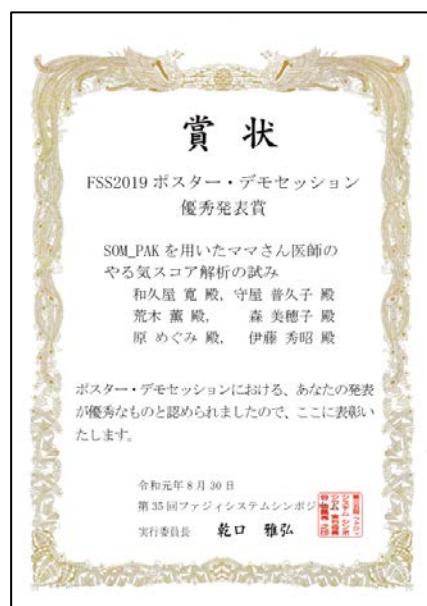 賞 状
FSS2019 ポスター・デモセッション
優秀発表賞
SOM_PAK を用いたママさん医師の
やる気スコア解析の試み
和久屋 寛 殿, 守屋 普久子 殿
荒木 薫 殿, 森 美穂子 殿
原 めぐみ 殿, 伊藤 秀昭 殿
ポスター・デモセッションにおける、あなたの発表
が優秀なものと認められましたので、ここに表彰い
たします。
令和元年 8 月 30 日
第 35 回ファジィシステムシンポジ
実行委員長 乾口 雅弘